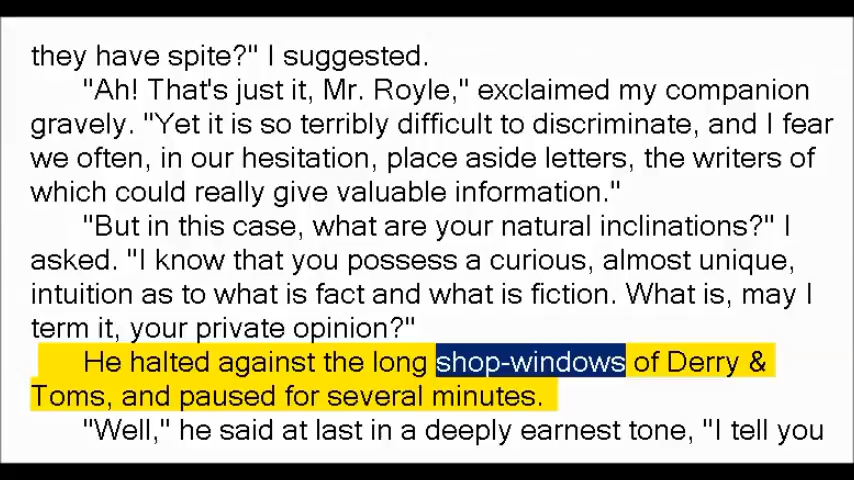 they have spite?" I suggested.
"Ah! That's just it, Mr. Royle," exclaimed my companion
gravely. "Yet it is so terribly difficult to discriminate, and I fear
we often, in our hesitation, place aside letters, the writers of
which could really give valuable information."
"But in this case, what are your natural inclinations?" I
asked. "I know that you possess a curious, almost unique,
intuition as to what is fact and what is fiction. What is, may I
term it, your private opinion?"
He halted against the long shop-windows of Derry &
Toms, and paused for several minutes.
"Well," he said at last in a deeply earnest tone, "I tell you